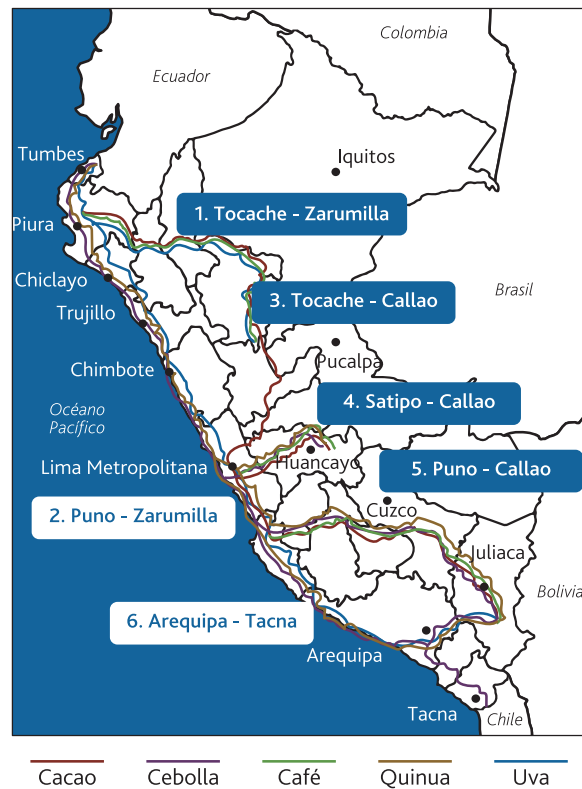 Colombia
Ecuador
Tumbes
Iquitos
1. Tocache - Zarumilla
Piura
Chiclayo
3. Tocache - Callao
Brasil
Trujillo
Pucalpa
Chimbote
4. Satipo - Callao
Océano
Pacífico
Lima Metropolitana
Huancayo
5. Puno - Callao
2. Puno - Zarumilla
Cuzco
Juliaca
Bolivia
6. Arequipa - Tacna
Arequipa
Tacna
Chile
Cacao
Cebolla
Café
Quinua
Uva